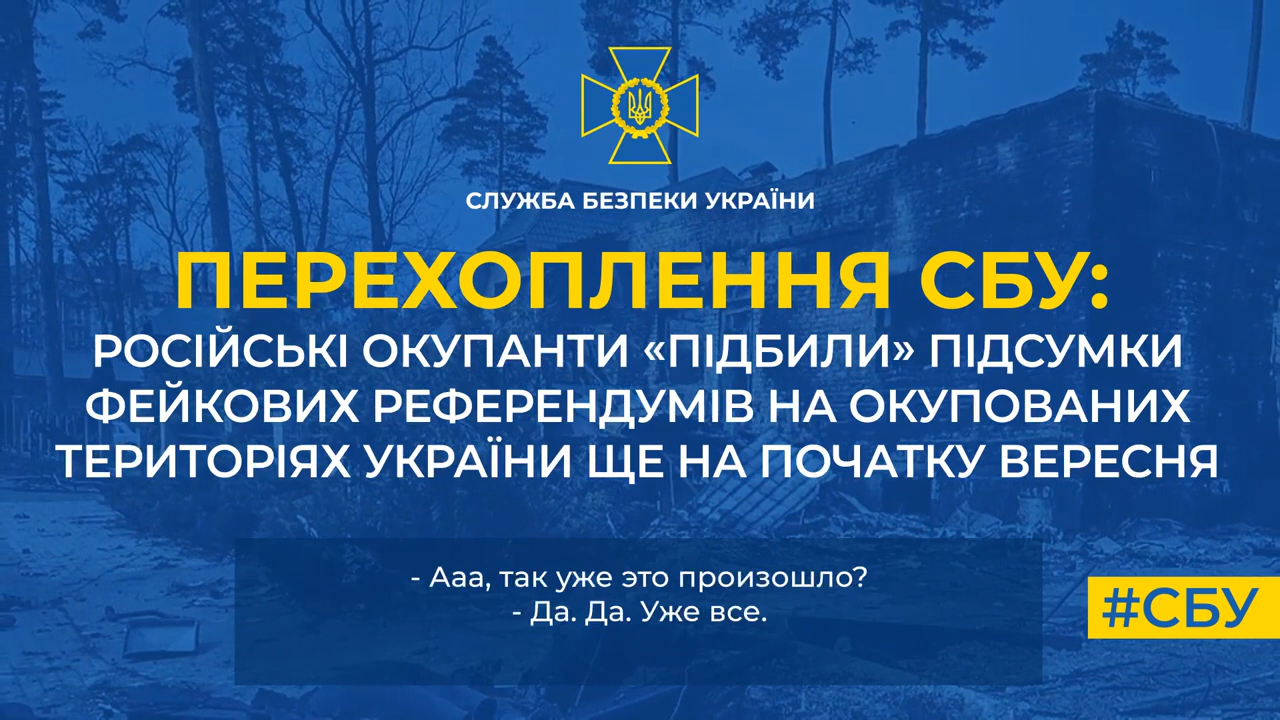 СЛУЖБА БЕЗПЕКИ УКРАЇНИ
ПЕРЕХОПЛЕННЯ СБУ:
РОСІЙСЬКІ ОКУПАНТИ «ПІДБИЛИ» ПІДСУМКИ
ФЕЙКОВИХ РЕФЕРЕНДУМІВ НА ОКУПОВАНИХ
ТЕРИТОРІЯХ УКРАЇНИ ЩЕ НА ПОЧАТКУ ВЕРЕСНЯ
- Ааа, так уже это произошло?
- Да. Да. Уже все.
#СБУ